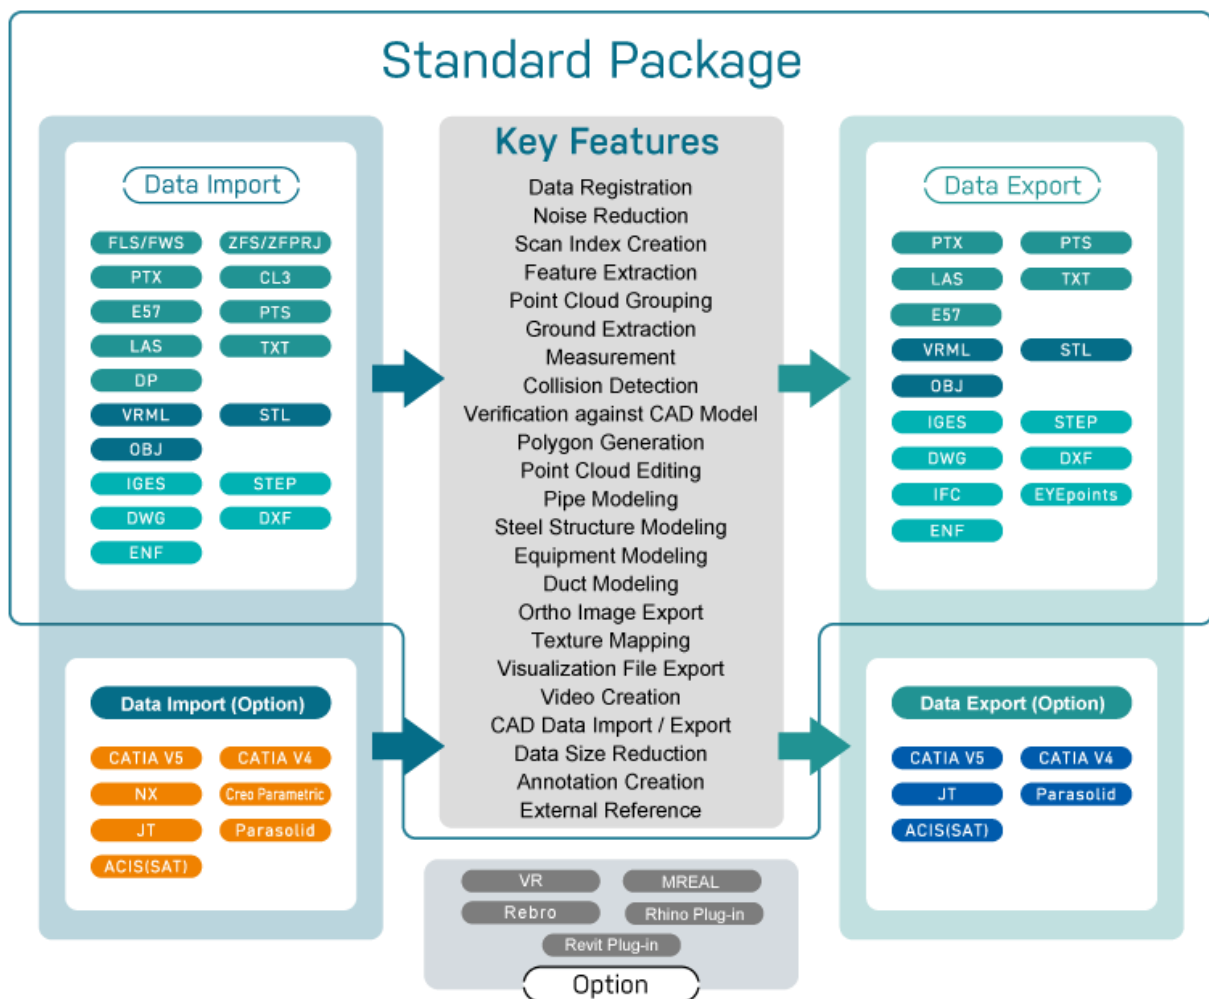 Standard Package
Data Import
FLS/FWS ZFS/ZFPRJ
PTX CL3
E57 PTS
LAS TXT
DP
VRML STL
OBJ
IGES STEP
DWG DXF
ENF
Key Features
Data Registration
Noise Reduction
Scan Index Creation
Feature Extraction
Point Cloud Grouping
Ground Extraction
Measurement
Collision Detection
Verification against CAD Model
Polygon Generation
Point Cloud Editing
Pipe Modeling
Steel Structure Modeling
Equipment Modeling
Duct Modeling
Ortho Image Export
Texture Mapping
Visualization File Export
Video Creation
CAD Data Import / Export
Data Size Reduction
Annotation Creation
External Reference
Data Export
PTX PTS
LAS TXT
E57
VRML STL
OBJ
IGES STEP
DWG DXF
IFC EYEpoints
ENF
Data Import (Option)
CATIA V5 CATIA V4
NX Creo Parametric
JT Parasolid
ACIS(SAT)
Data Export (Option)
CATIA V5 CATIA V4
JT Parasolid
ACIS(SAT)
VR MREAL
Rebro Rhino Plug-in
Revit Plug-in
Option